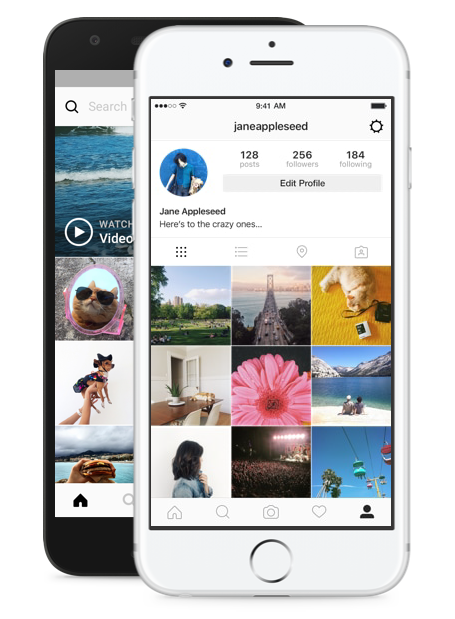 Search
WATCH
Video
9:41 AM
janeappleseed
128
posts
256
followers
184
following
Edit Profile
Jane Appleseed
Here's to the crazy ones...